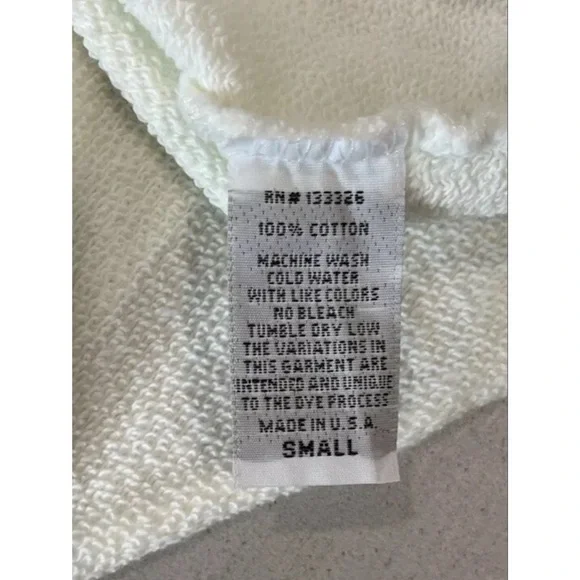 RN# 133326
100% COTTON
MACHINE WASH
COLD WATER
WITH LIKE COLORS
NO BLEACH
TUMBLE DRY LOW
THE VARIATIONS IN
THIS GARMENT ARE
INTENDED AND UNIQUE
TO THE DYE PROCESS
MADE IN U.S.A.
SMALL